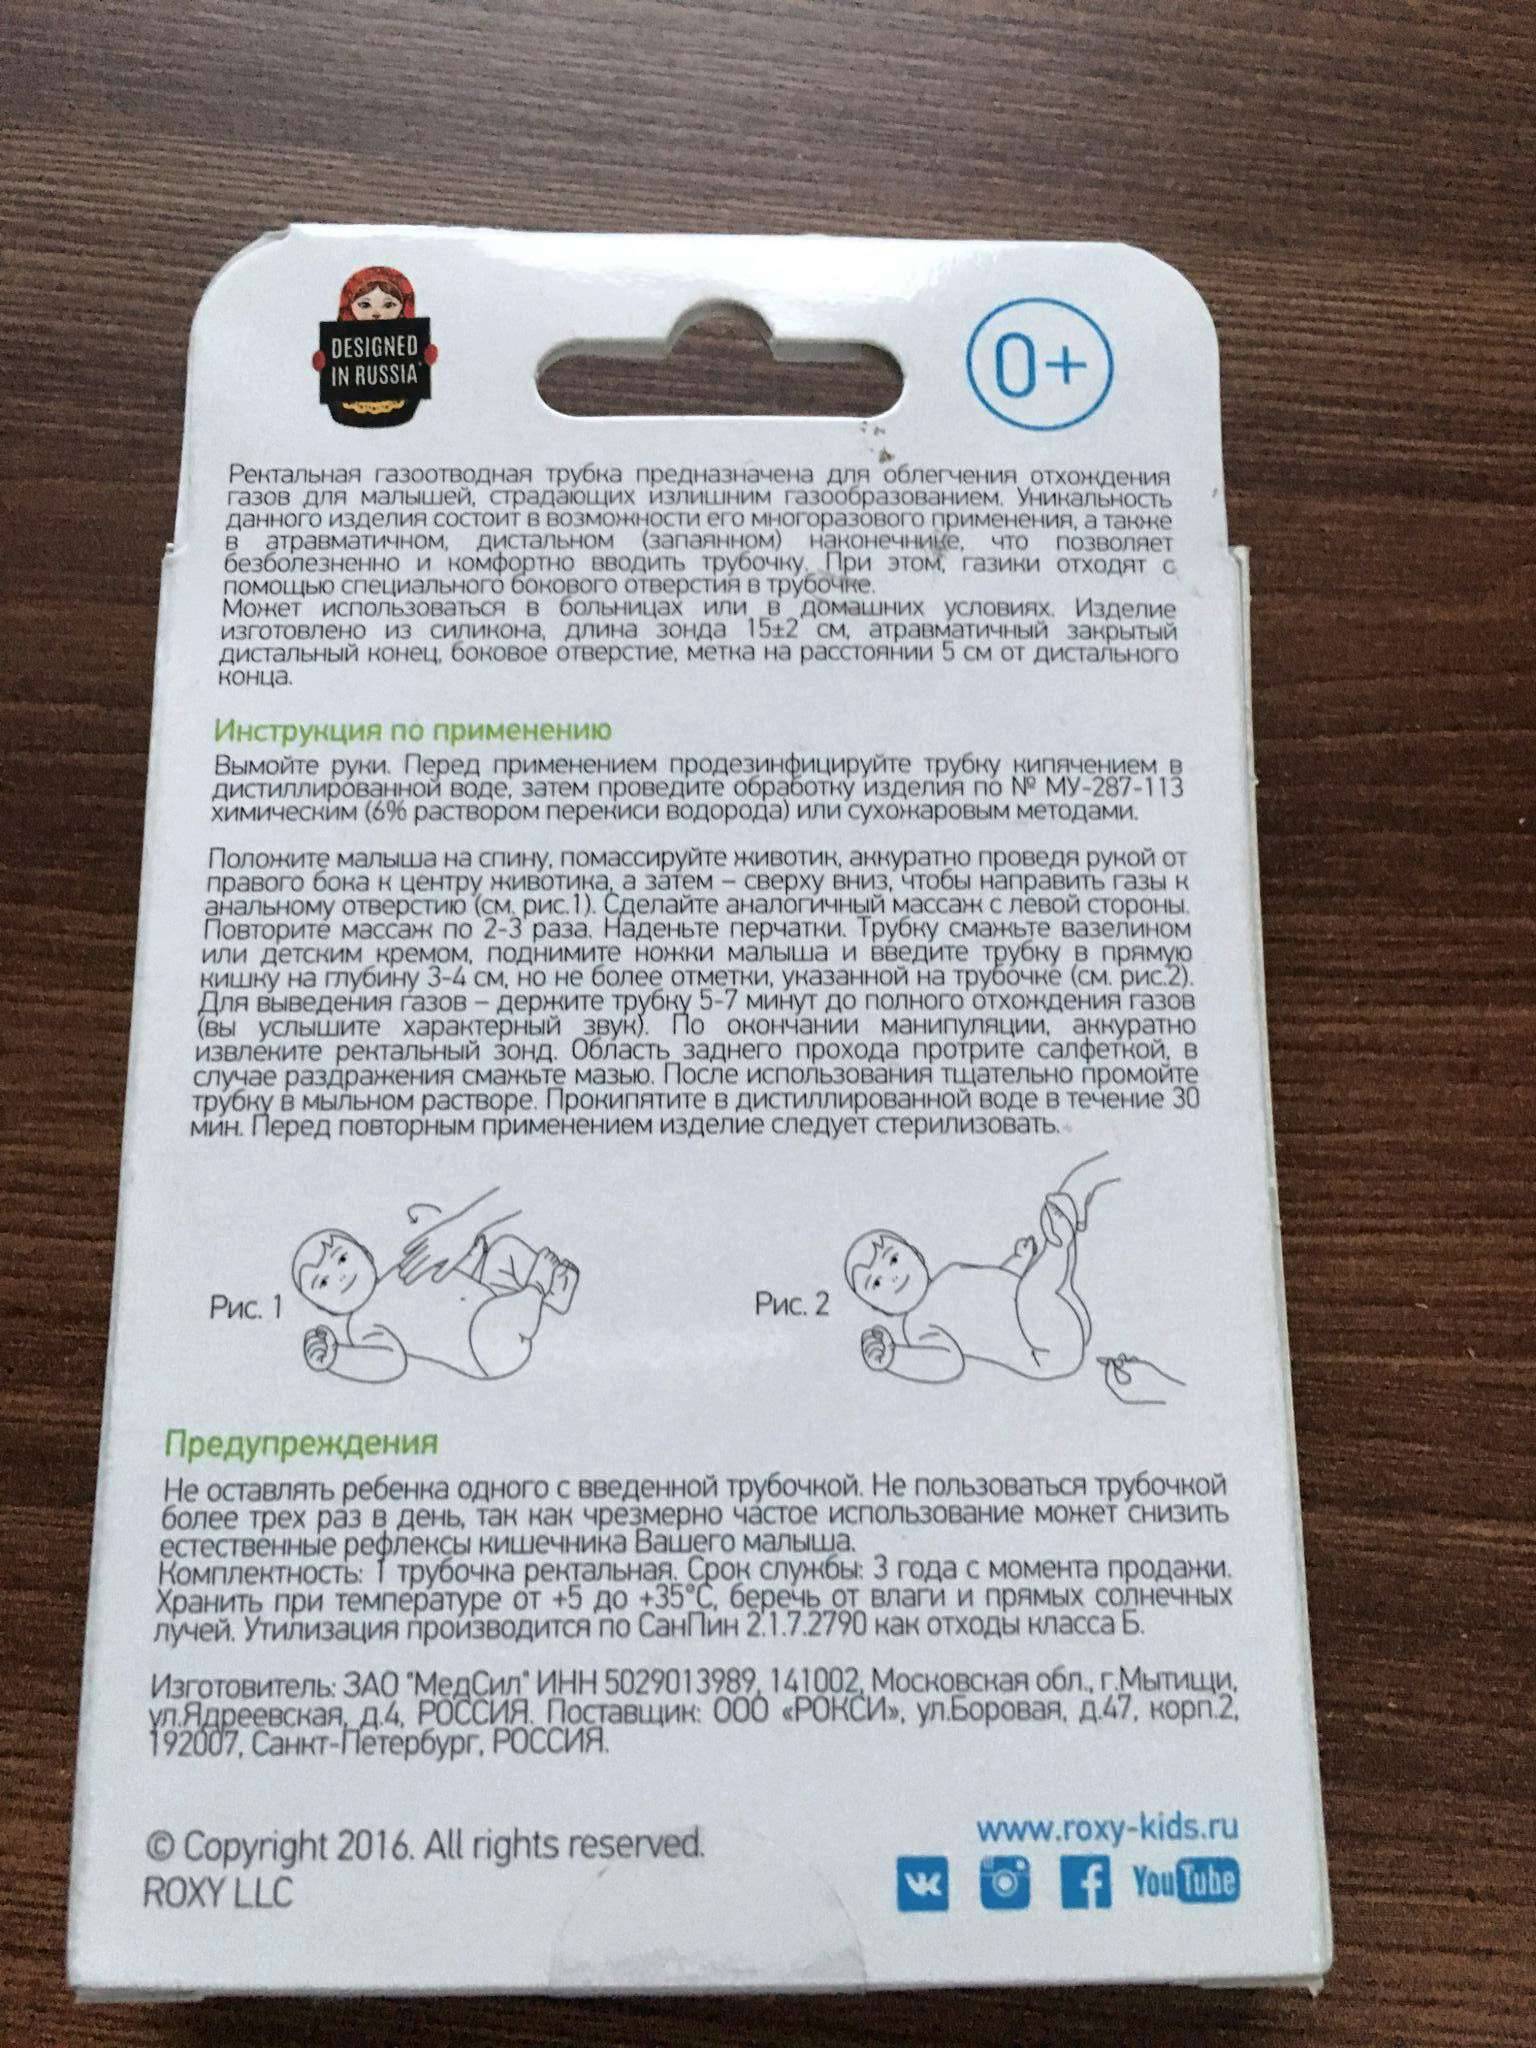 DESIGNED
IN RUSSIA
0+
Ректальная газоотводная трубка предназначена для облегчения отхождения
газов для малышей, страдающих излишним газообразованием. Уникальность
данного изделия состоит в возможности его многоразового применения, а также
в атравматичном, дистальном (запаянном) наконечнике, что позволяет
безболезненно и комфортно вводить трубочку. При этом, газики отходят с
помощью специального бокового отверстия в трубочке.
Может использоваться в больницах или в домашних условиях. Изделие
изготовлено из силикона, длина зонда 15±2 см, атравматичный закрытый
дистальный конец, боковое отверстие, метка на расстоянии 5 см от дистального
конца.
Инструкция по применению
Вымойте руки. Перед применением продезинфицируйте трубку кипячением в
дистиллированной воде, затем проведите обработку изделия по № МУ-287-113
химическим (6% раствором перекиси водорода) или сухожаровым методами.
Положите малыша на спину, помассируйте животик, аккуратно проведя рукой от
правого бока к центру животика, а затем – сверху вниз, чтобы направить газы к
анальному отверстию (см. рис.1). Сделайте аналогичный массаж с левой стороны.
Повторите массаж по 2-3 раза. Наденьте перчатки. Трубку смажьте вазелином
или детским кремом, поднимите ножки малыша и введите трубку в прямую
кишку на глубину 3-4 см, но не более отметки, указанной на трубочке (см. рис.2).
Для выведения газов – держите трубку 5-7 минут до полного отхождения газов
(вы услышите характерный звук). По окончании манипуляции, аккуратно
извлеките ректальный зонд. Область заднего прохода протрите салфеткой, в
случае раздражения смажьте мазью. После использования тщательно промойте
трубку в мыльном растворе. Прокипятите в дистиллированной воде в течение 30
мин. Перед повторным применением изделие следует стерилизовать.
Рис. 1
Рис. 2
Предупреждения
Не оставлять ребенка одного с введенной трубочкой. Не пользоваться трубочкой
более трех раз в день, так как чрезмерно частое использование может снизить
естественные рефлексы кишечника Вашего малыша.
Комплектность: 1 трубочка ректальная. Срок службы: 3 года с момента продажи.
Хранить при температуре от +5 до +35°С, беречь от влаги и прямых солнечных
лучей. Утилизация производится по СанПин 2.1.7.2790 как отходы класса Б.
Изготовитель: ЗАО "МедСил" ИНН 5029013989, 141002, Московская обл., г.Мытищи,
ул.Ядреевская, д.4, РОССИЯ. Поставщик: ООО «РОКСИ», ул.Боровая, д.47, корп.2,
192007, Санкт-Петербург, РОССИЯ.
© Copyright 2016. All rights reserved.
ROXY LLC
www.roxy-kids.ru
YouTube